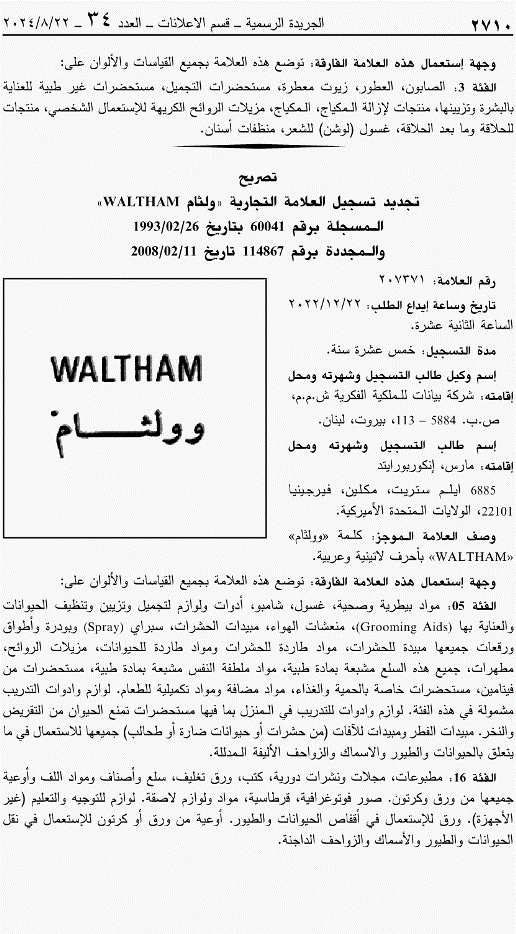 ٢٧١٠
الجريدة الرسمية – قسم الاعلانات – العدد ٣٤ – ٢٠٢٤/٨/٢٢
وجهة إستعمال هذه العلامة الفارقة: توضع هذه العلامة بجميع القياسات والألوان على:
الفئة 3: الصابون، العطور، زيوت معطرة، مستحضرات التجميل، مستحضرات غير طبية للعناية
بالبشرة وتزيينها، منتجات لإزالة المكياج، المكياج، مزيلات الروائح الكريهة للإستعمال الشخصي، منتجات
للحلاقة وما بعد الحلاقة، غسول (لوشن) للشعر، منظفات أسنان.
تصريح
تجديد تسجيل العلامة التجارية «ولثام WALTHAM»
المسجلة برقم 60041 بتاريخ 1993/02/26
والمجددة برقم 114867 تاريخ 2008/02/11
رقم العلامة: ٢٠٧٣٧١
تاريخ وساعة إيداع الطلب: ٢٠٢٢/١٢/٢٢
الساعة الثانية عشرة.
مدة التسجيل: خمس عشرة سنة.
إسم وكيل طالب التسجيل وشهرته ومحل
إقامته: شركة بيانات للملكية الفكرية ش.م.م،
ص.ب. 5884 – 113، بيروت، لبنان.
إسم طالب التسجيل وشهرته ومحل
إقامته: مارس، إنكوربورايتد
6885 ايلم ستريت، مكلين، فيرجينيا
22101، الولايات المتحدة الأميركية.
وصف العلامة الموجز: كلمة «وولثام»
«WALTHAM» بأحرف لاتينية وعربية.
WALTHAM
وولثام
وجهة إستعمال هذه العلامة الفارقة: توضع هذه العلامة بجميع القياسات والألوان على:
الفئة 05: مواد بيطرية وصحية، غسول، شامبو، أدوات ولوازم لتجميل وتزيين وتنظيف الحيوانات
والعناية بها (Grooming Aids)، منعشات الهواء، مبيدات الحشرات، سبراي (Spray) وبودرة وأطواق
ورقعات جميعها مبيدة للحشرات، مواد طاردة للحشرات ومواد طاردة للحيوانات، مزيلات الروائح،
مطهرات، جميع هذه السلع مشبعة بمادة طبية، مواد ملطفة النفس مشبعة بمادة طبية، مستحضرات من
فيتامين، مستحضرات خاصة بالحمية والغذاء، مواد مضافة ومواد تكميلية للطعام. لوازم وادوات التدريب
مشمولة في هذه الفئة. لوازم وادوات للتدريب في المنزل بما فيها مستحضرات تمنع الحيوان من التقريض
والنخر. مبيدات الفطر ومبيدات للآفات (من حشرات أو حيوانات ضارة أو طحالب) جميعها للاستعمال في ما
يتعلق بالحيوانات والطيور والاسماك والزواحف الأليفة المدللة.
الفئة 16: مطبوعات، مجلات ونشرات دورية، كتب، ورق تغليف، سلع وأصناف ومواد اللف وأوعية
جميعها من ورق وكرتون. صور فوتوغرافية، قرطاسية، مواد ولوازم لاصقة. لوازم للتوجيه والتعليم (غير
الأجهزة). ورق للإستعمال في أقفاص الحيوانات والطيور. أوعية من ورق أو كرتون للإستعمال في نقل
الحيوانات والطيور والأسماك والزواحف الداجنة.